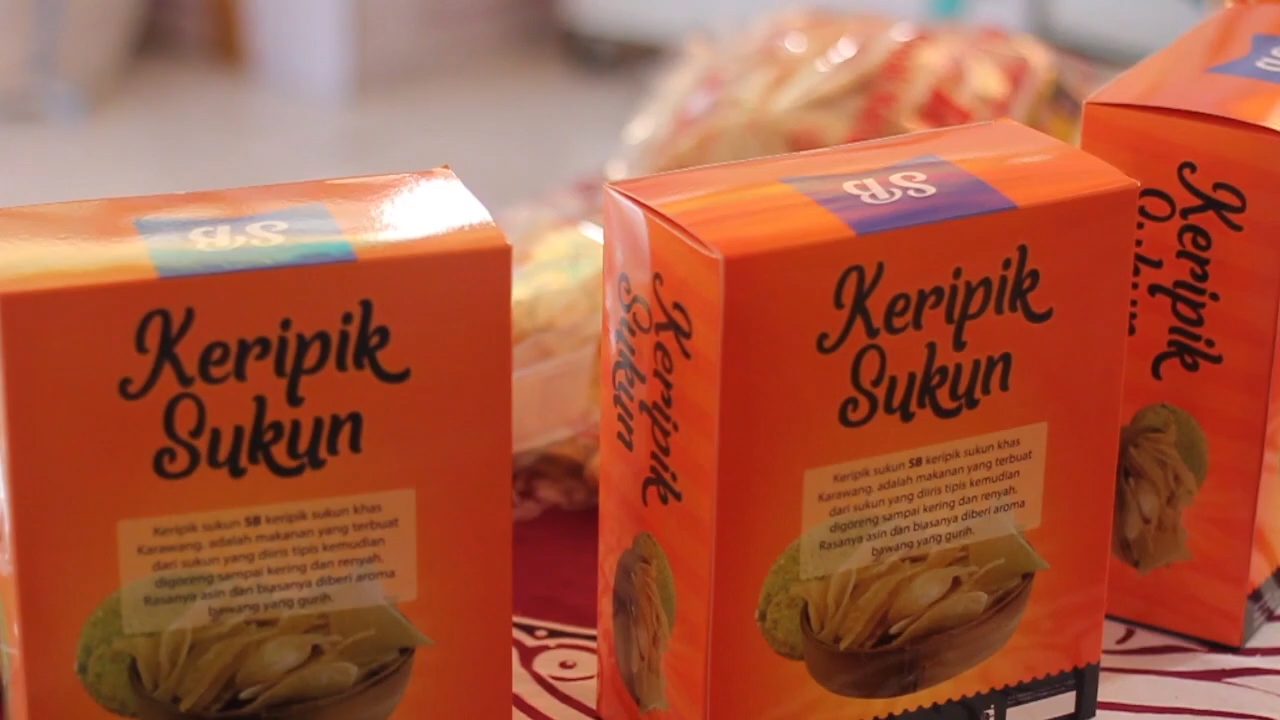 SB
Keripik
Sukun
Keripik sukun SB keripik sukun khas
Karawang, adalah makanan yang terbuat
dari sukun yang diiris tipis kemudian
digoreng sampai kering dan renyah.
Rasanya asin dan biasanya diberi aroma
bawang yang gurih.
Keripik
Sukun
SB
Keripik
Sukun
Keripik sukun SB keripik sukun khas
Karawang, adalah makanan yang terbuat
dari sukun yang diiris tipis kemudian
digoreng sampai kering dan renyah.
Rasanya asin dan biasanya diberi aroma
bawang yang gurih.
Keripik